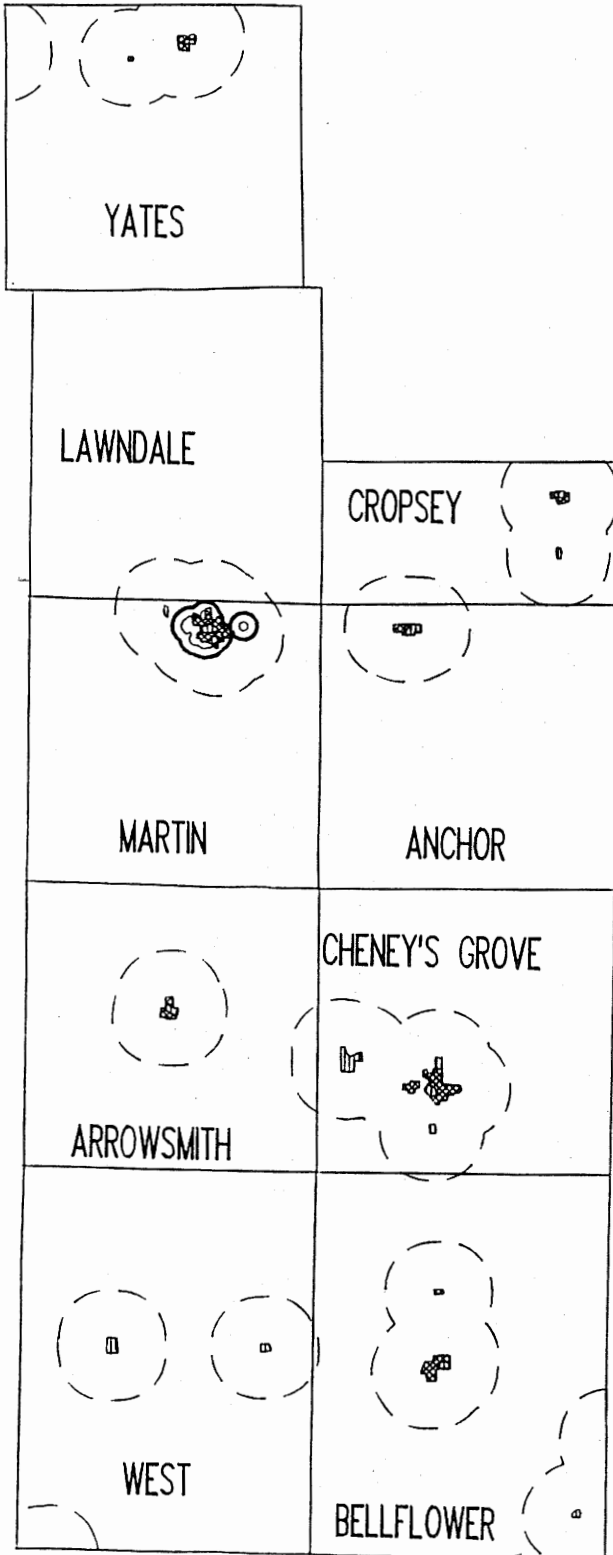 YATES
LAWNDALE
CROPSEY
MARTIN
ANCHOR
CHENEY'S GROVE
ARROWSMITH
WEST
BELLFLOWER